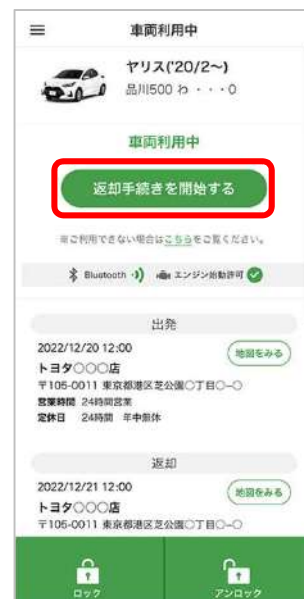 車両利用中
ヤリス('20/2〜)
品川500 わ ・・・0
車両利用中
返却手続きを開始する
※ご利用できない場合はこちらをご覧ください。
Bluetooth エンジン始動許可
出発
2022/12/20 12:00
地図をみる
トヨタ〇〇〇店
〒105-0011 東京都港区芝公園〇丁目〇-〇
営業時間 24時間営業
定休日 24時間 年中無休
返却
2022/12/21 12:00
地図をみる
トヨタ〇〇〇店
〒105-0011 東京都港区芝公園〇丁目〇-〇
ロック
アンロック